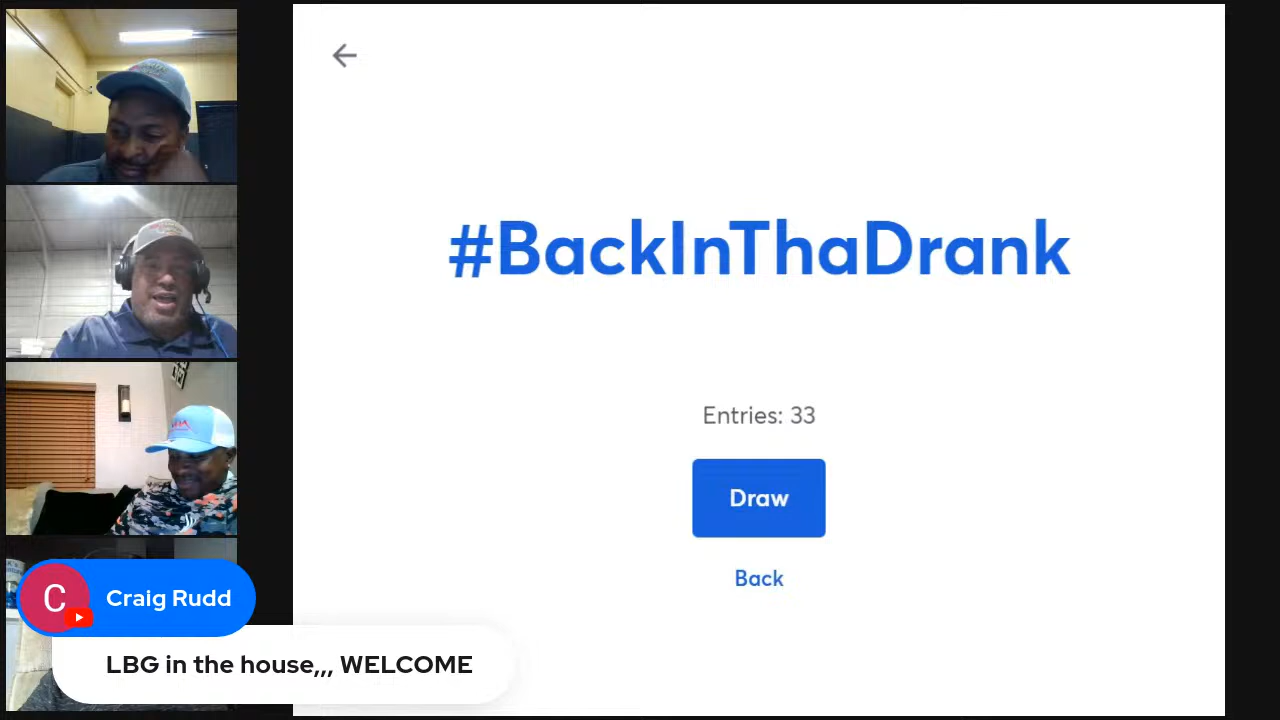 #BackInThaDrank
Entries: 33
Draw
Back
C
Craig Rudd
LBG in the house,,, WELCOME